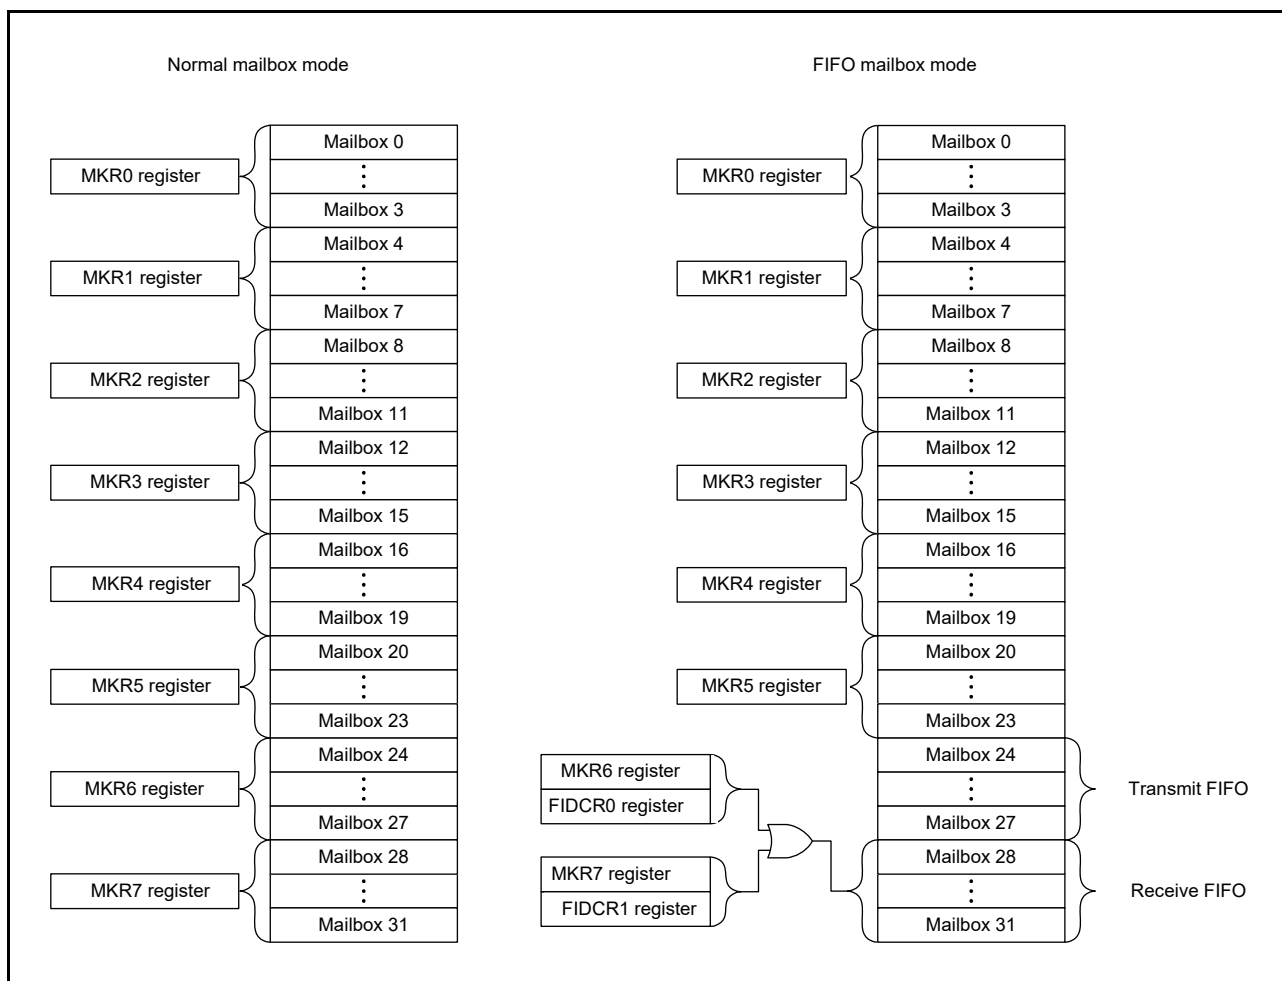 Normal mailbox mode
MKR0 register
Mailbox 0
Mailbox 3
MKR1 register
Mailbox 4
Mailbox 7
MKR2 register
Mailbox 8
Mailbox 11
MKR3 register
Mailbox 12
Mailbox 15
MKR4 register
Mailbox 16
Mailbox 19
MKR5 register
Mailbox 20
Mailbox 23
MKR6 register
Mailbox 24
Mailbox 27
MKR7 register
Mailbox 28
Mailbox 31
FIFO mailbox mode
MKR0 register
Mailbox 0
Mailbox 3
MKR1 register
Mailbox 4
Mailbox 7
MKR2 register
Mailbox 8
Mailbox 11
MKR3 register
Mailbox 12
Mailbox 15
MKR4 register
Mailbox 16
Mailbox 19
MKR5 register
Mailbox 20
Mailbox 23
MKR6 register
FIDCR0 register
Mailbox 24
Mailbox 27
Transmit FIFO
MKR7 register
FIDCR1 register
Mailbox 28
Mailbox 31
Receive FIFO